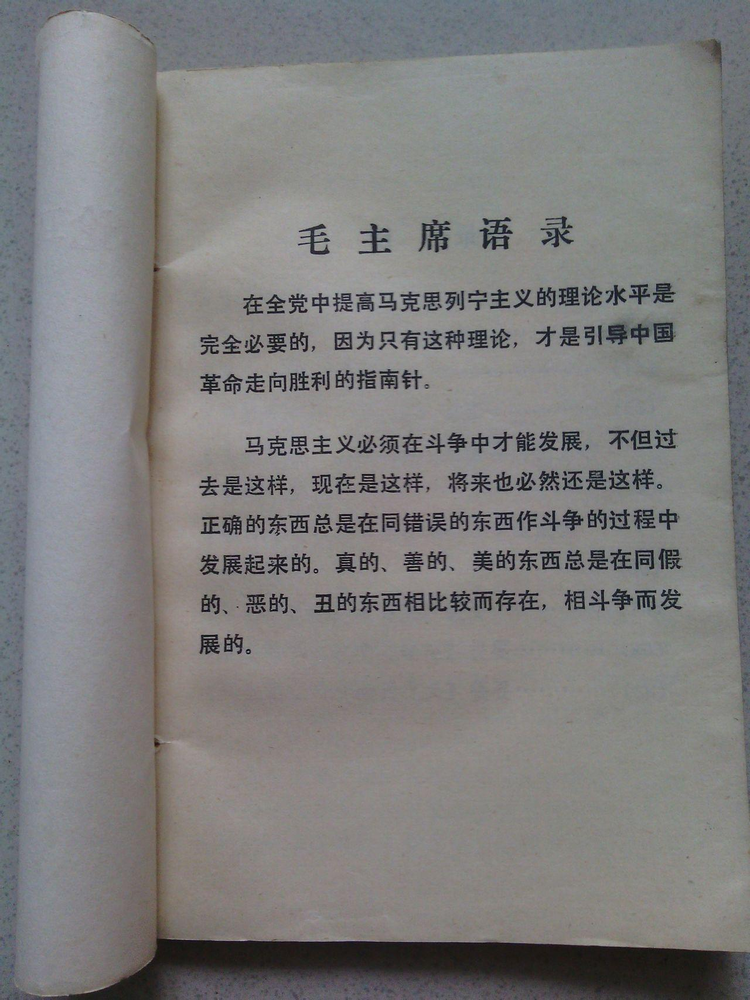 毛主席语录
在全党中提高马克思列宁主义的理论水平是
完全必要的，因为只有这种理论，才是引导中国
革命走向胜利的指南针。
马克思主义必须在斗争中才能发展，不但过
去是这样，现在是这样，将来也必然还是这样。
正确的东西总是在同错误的东西作斗争的过程中
发展起来的。真的、善的、美的东西总是在同假
的、恶的、丑的东西相比较而存在，相斗争而发
展的。